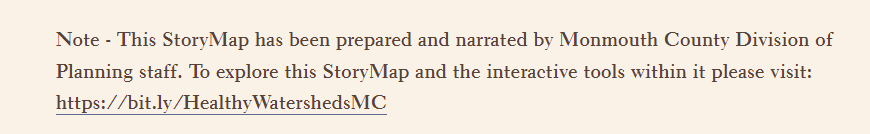 Note - This StoryMap has been prepared and narrated by Monmouth County Division of
Planning staff. To explore this StoryMap and the interactive tools within it please visit:
https://bit.ly/HealthyWatershedsMC